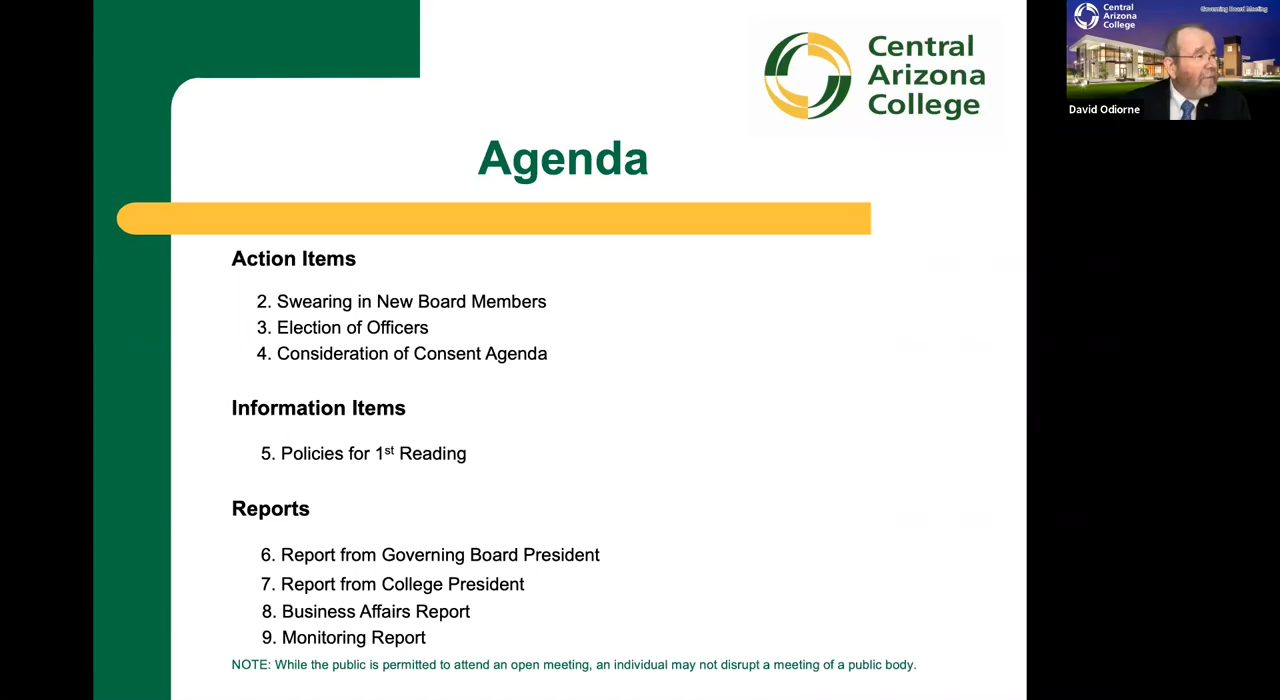 Central
Arizona
College
Agenda
Action Items
2. Swearing in New Board Members
3. Election of Officers
4. Consideration of Consent Agenda
Information Items
5. Policies for 1st Reading
Reports
6. Report from Governing Board President
7. Report from College President
8. Business Affairs Report
9. Monitoring Report
NOTE: While the public is permitted to attend an open meeting, an individual may not disrupt a meeting of a public body.
Central
Arizona
College
Governing Board Meeting
David Odiorne